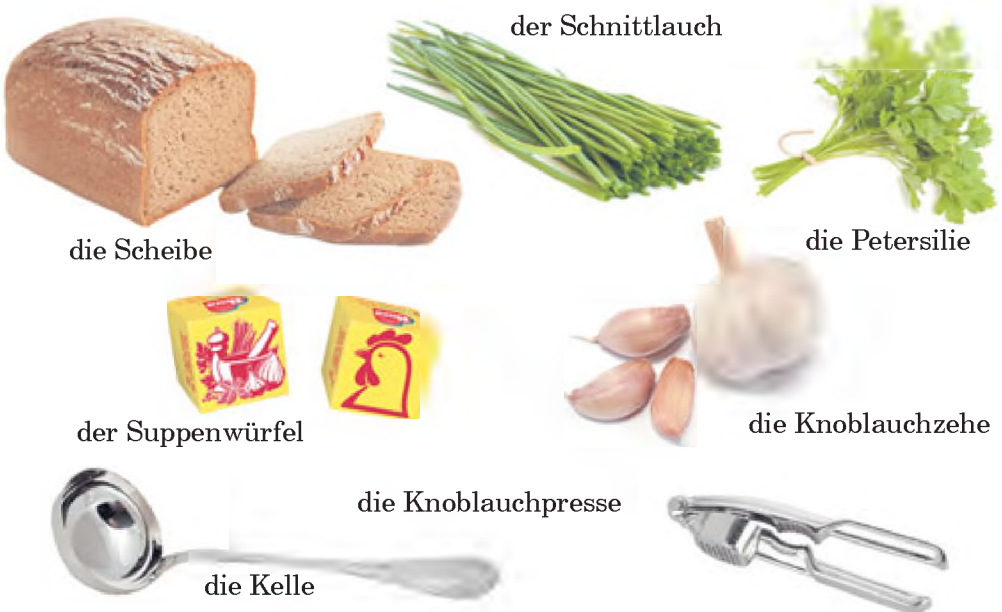 der Schnittlauch
die Scheibe
die Petersilie
der Suppenwürfel
die Knoblauchzehe
die Knoblauchpresse
die Kelle